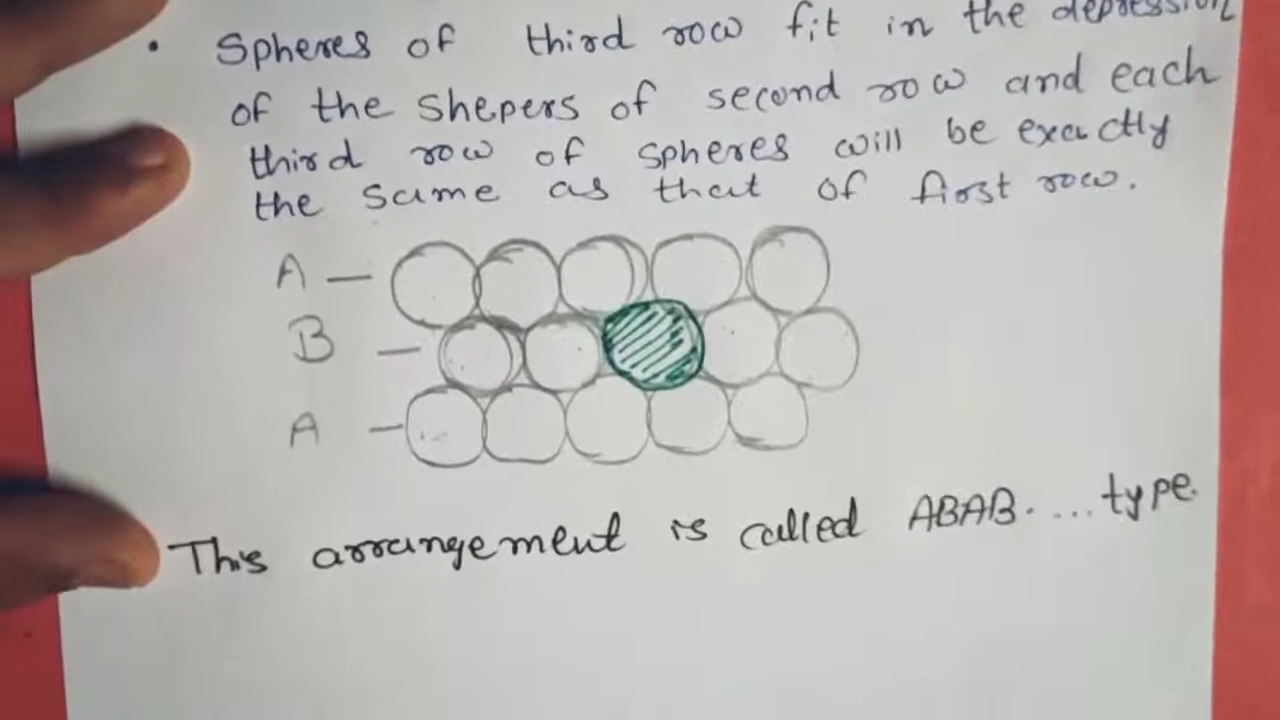 • Spheres of third row fit in the depression
of the shepers of second row and each
third row of spheres will be exactly
the same as that of first row.
A —
B —
A —
This arrangement is called ABAB.... type.